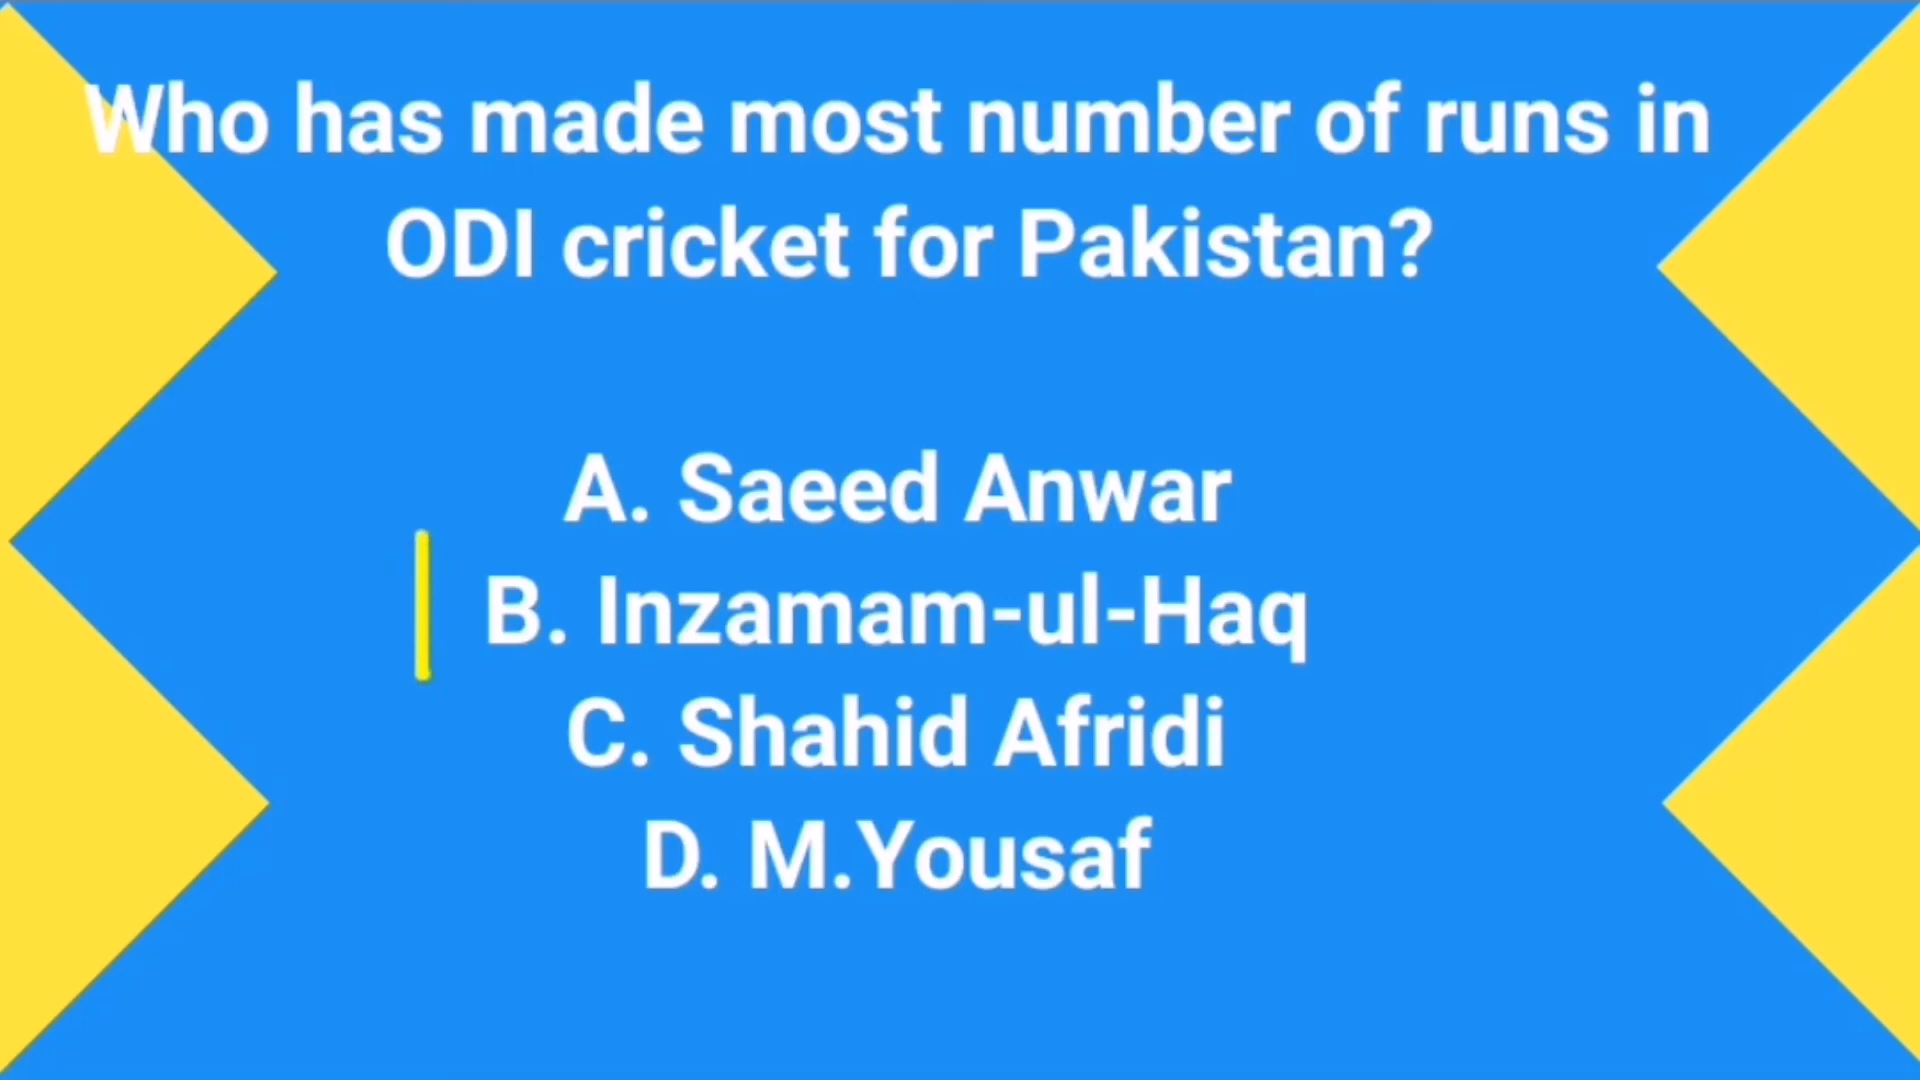 Who has made most number of runs in
ODI cricket for Pakistan?
A. Saeed Anwar
B. Inzamam-ul-Haq
C. Shahid Afridi
D. M.Yousaf